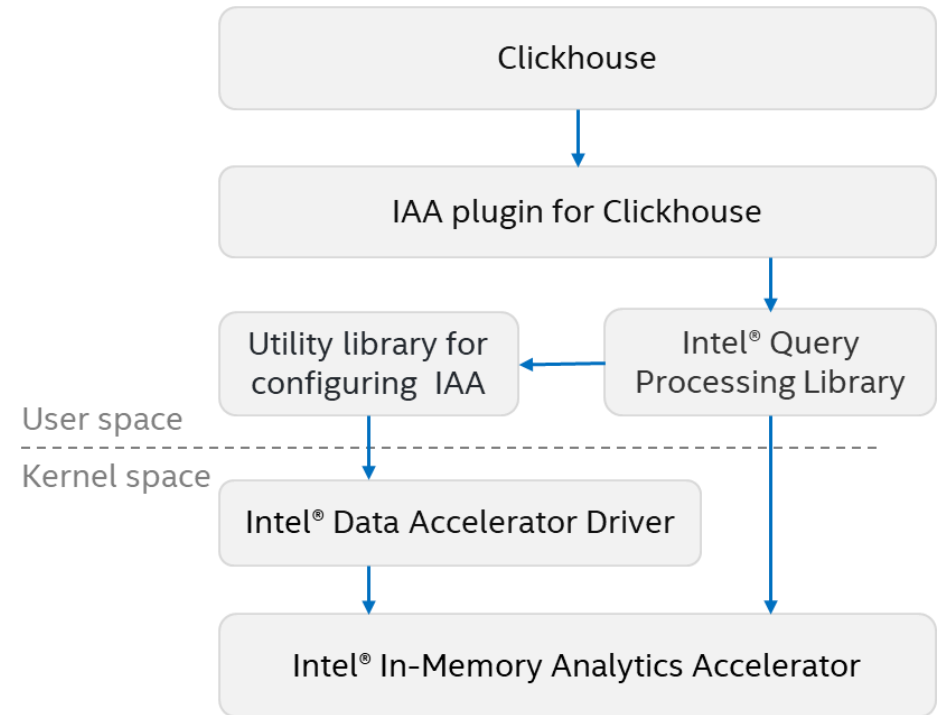 Clickhouse
IAA plugin for Clickhouse
Utility library for
configuring IAA
Intel® Query
Processing Library
User space
Kernel space
Intel® Data Accelerator Driver
Intel® In-Memory Analytics Accelerator